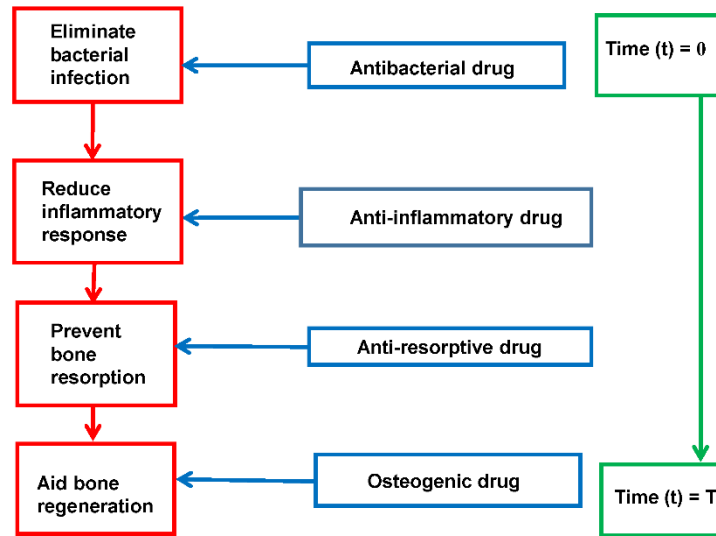 Eliminate
bacterial
infection
Antibacterial drug
Time (t) = 0
Reduce
inflammatory
response
Anti-inflammatory drug
Prevent
bone
resorption
Anti-resorptive drug
Aid bone
regeneration
Osteogenic drug
Time (t) = T